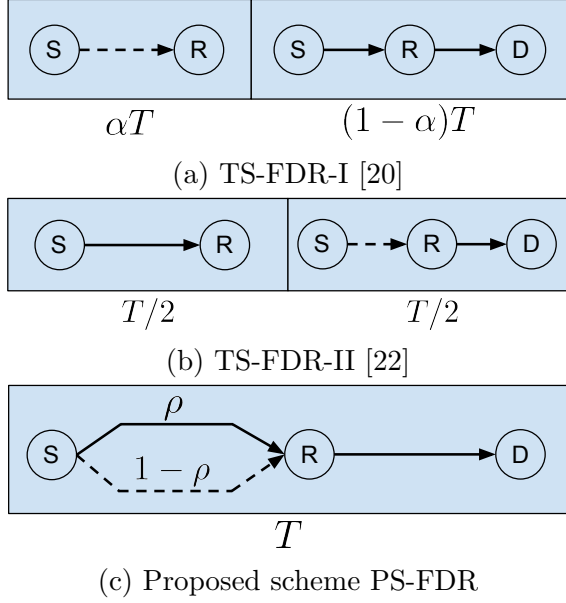 S R S R D
αT (1 − α)T
(a) TS-FDR-I [20]
S R S R D
T/2 T/2
(b) TS-FDR-II [22]
ρ
S 1 − ρ R D
T
(c) Proposed scheme PS-FDR